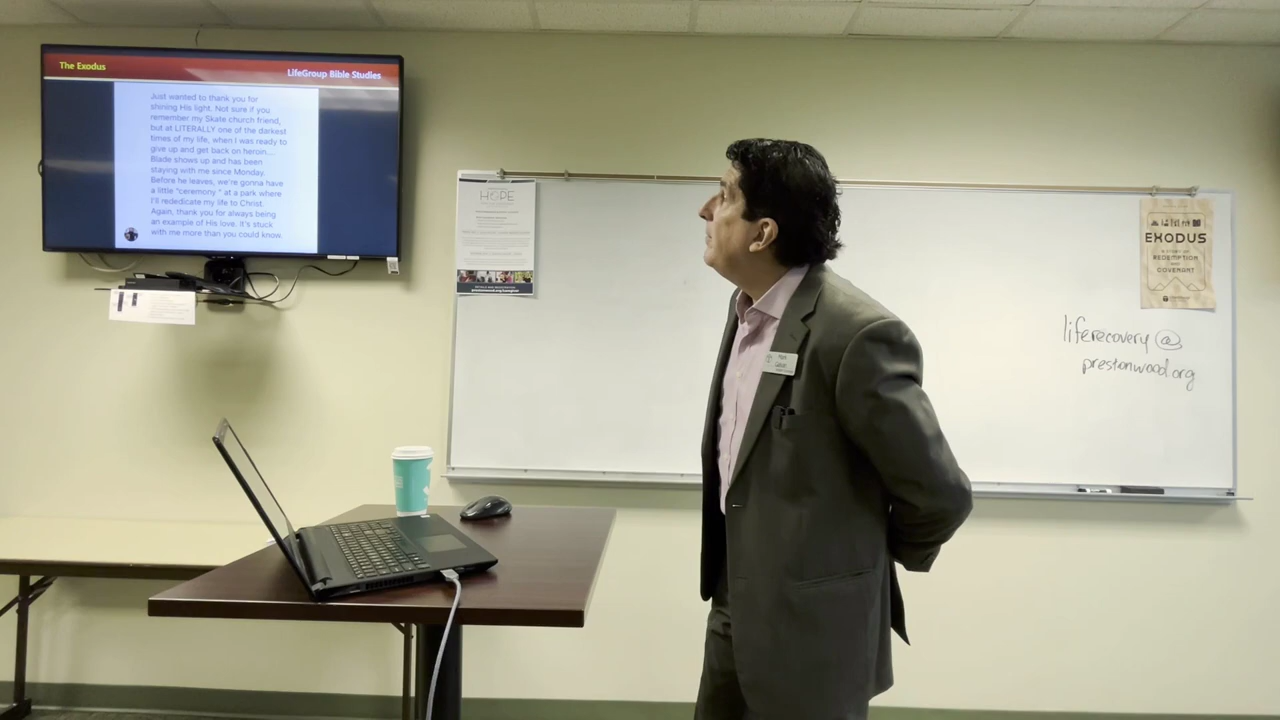 The Exodus
LifeGroup Bible Studies
Just wanted to thank you for
shining His light. Not sure if you
remember my Skate church friend,
but at LITERALLY one of the darkest
times of my life, when I was ready to
give up and get back on heroin....
Blade shows up and has been
staying with me since Monday.
Before he leaves, we're gonna have
a little "ceremony " at a park where
I'll rededicate my life to Christ.
Again, thank you for always being
an example of His love. It's stuck
with me more than you could know.
HOPE
EXODUS
A STORY OF
REDEMPTION
AND
COVENANT
liferecovery@
prestonwood.org